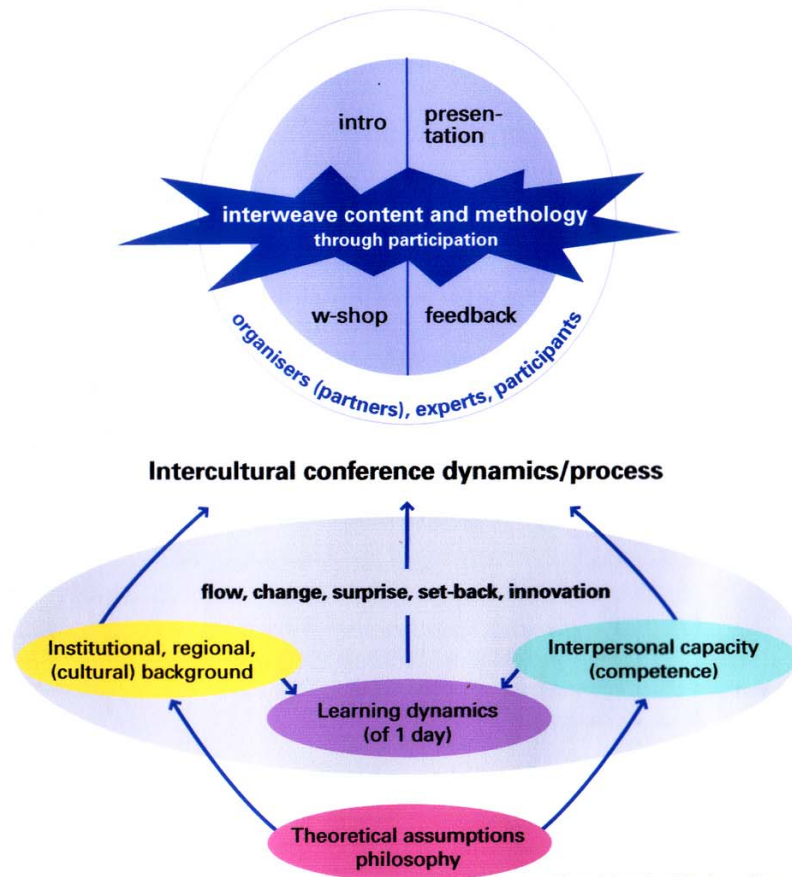 intro
presen-
tation
interweave content and methology
through participation
w-shop
feedback
organisers (partners), experts, participants
Intercultural conference dynamics/process
flow, change, surprise, set-back, innovation
Institutional, regional,
(cultural) background
Interpersonal capacity
(competence)
Learning dynamics
(of 1 day)
Theoretical assumptions
philosophy